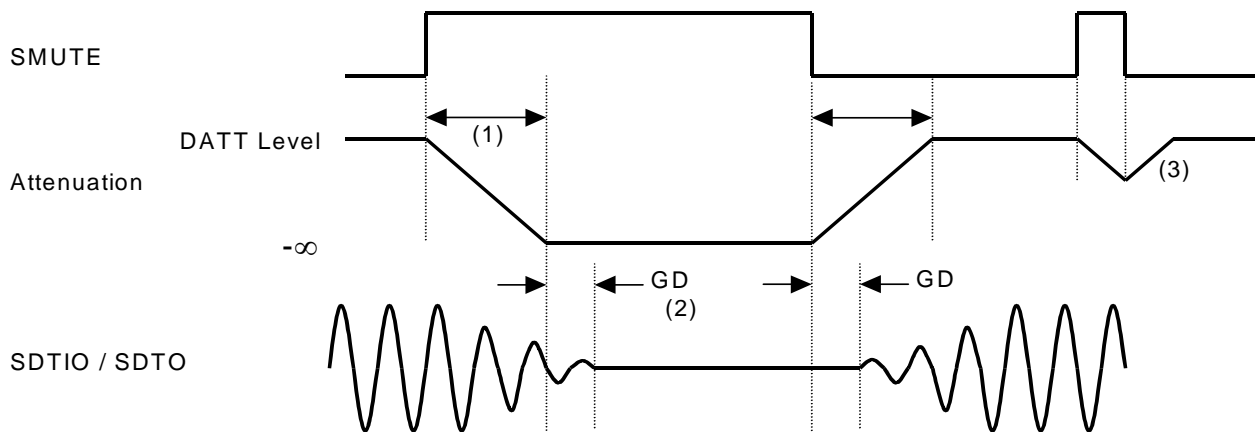 SMUTE
DATT Level
(1)
Attenuation
(3)
-∞
GD
GD
(2)
SDTIO / SDTO